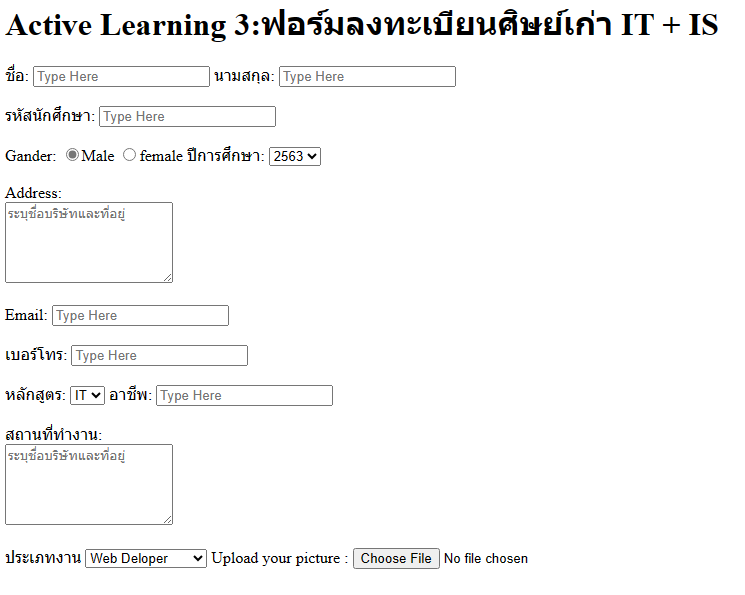 Active Learning 3:ฟอร์มลงทะเบียนศิษย์เก่า IT + IS
ชื่อ: Type Here นามสกุล: Type Here
รหัสนักศึกษา: Type Here
Gander: Male female ปีการศึกษา: 2563
Address:
ระบุชื่อบริษัทและที่อยู่
Email: Type Here
เบอร์โทร: Type Here
หลักสูตร: IT อาชีพ: Type Here
สถานที่ทำงาน:
ระบุชื่อบริษัทและที่อยู่
ประเภทงาน Web Deloper Upload your picture : Choose File No file chosen